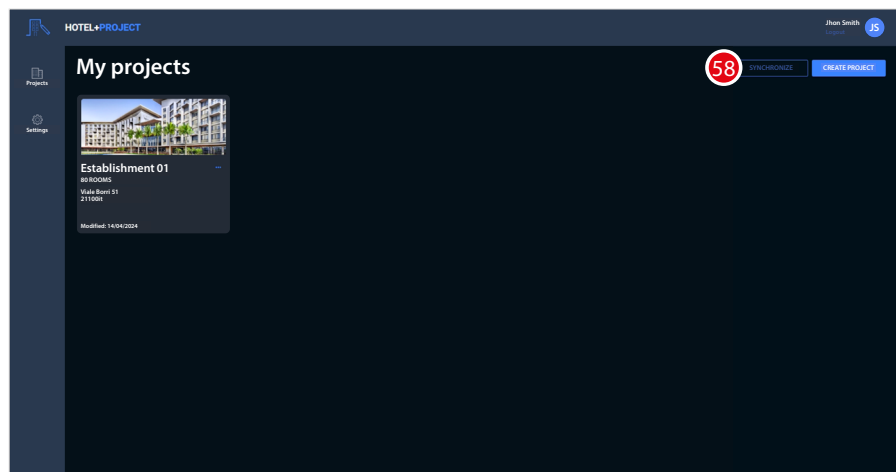 HOTEL+PROJECT
Jhon Smith
Logout
JS
Projects
Settings
My projects
58
SYNCHRONIZE
CREATE PROJECT
Establishment 01
...
80 ROOMS
Viale Borri 51
21100it
Modified: 14/04/2024